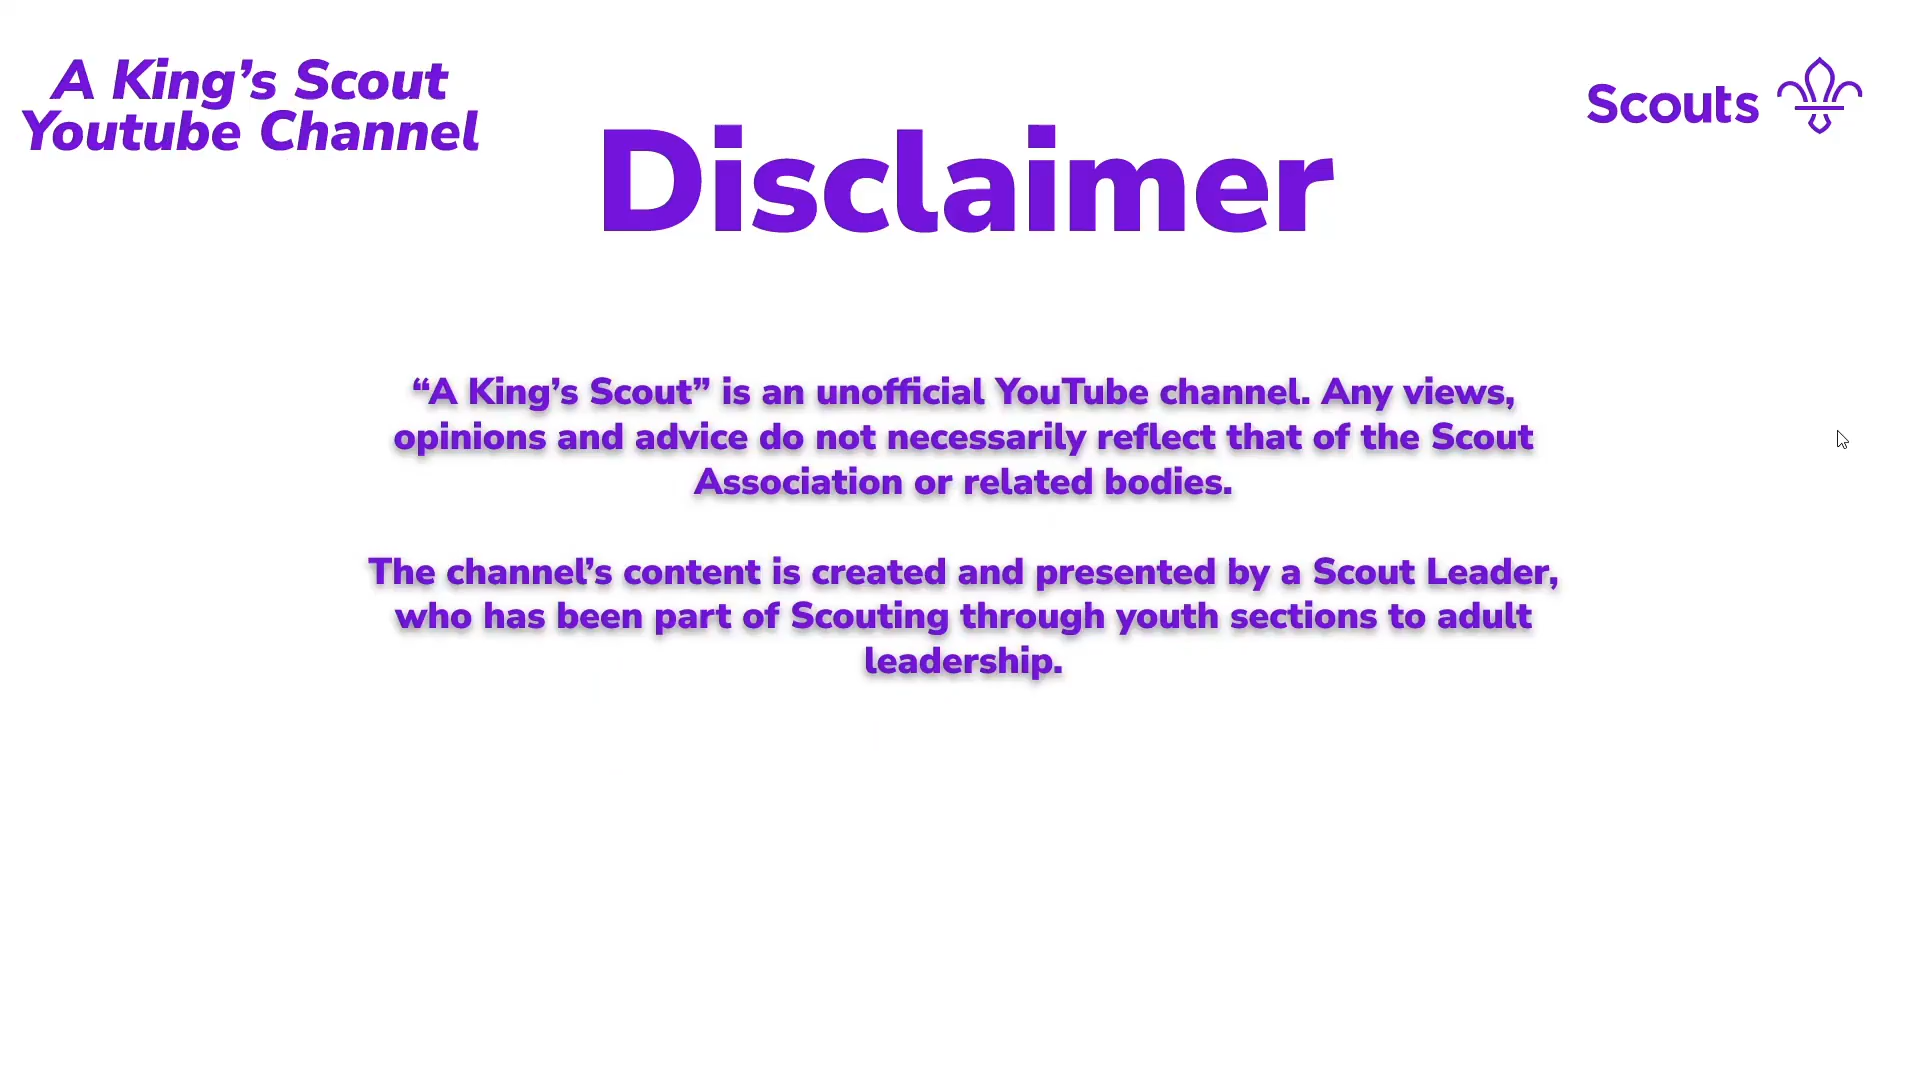 A King’s Scout
Youtube Channel
Scouts
Disclaimer
“A King’s Scout” is an unofficial YouTube channel. Any views,
opinions and advice do not necessarily reflect that of the Scout
Association or related bodies.
The channel’s content is created and presented by a Scout Leader,
who has been part of Scouting through youth sections to adult
leadership.